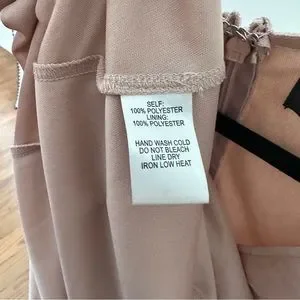 SELF:
100% POLYESTER
LINING:
100% POLYESTER
HAND WASH COLD
DO NOT BLEACH
LINE DRY
IRON LOW HEAT